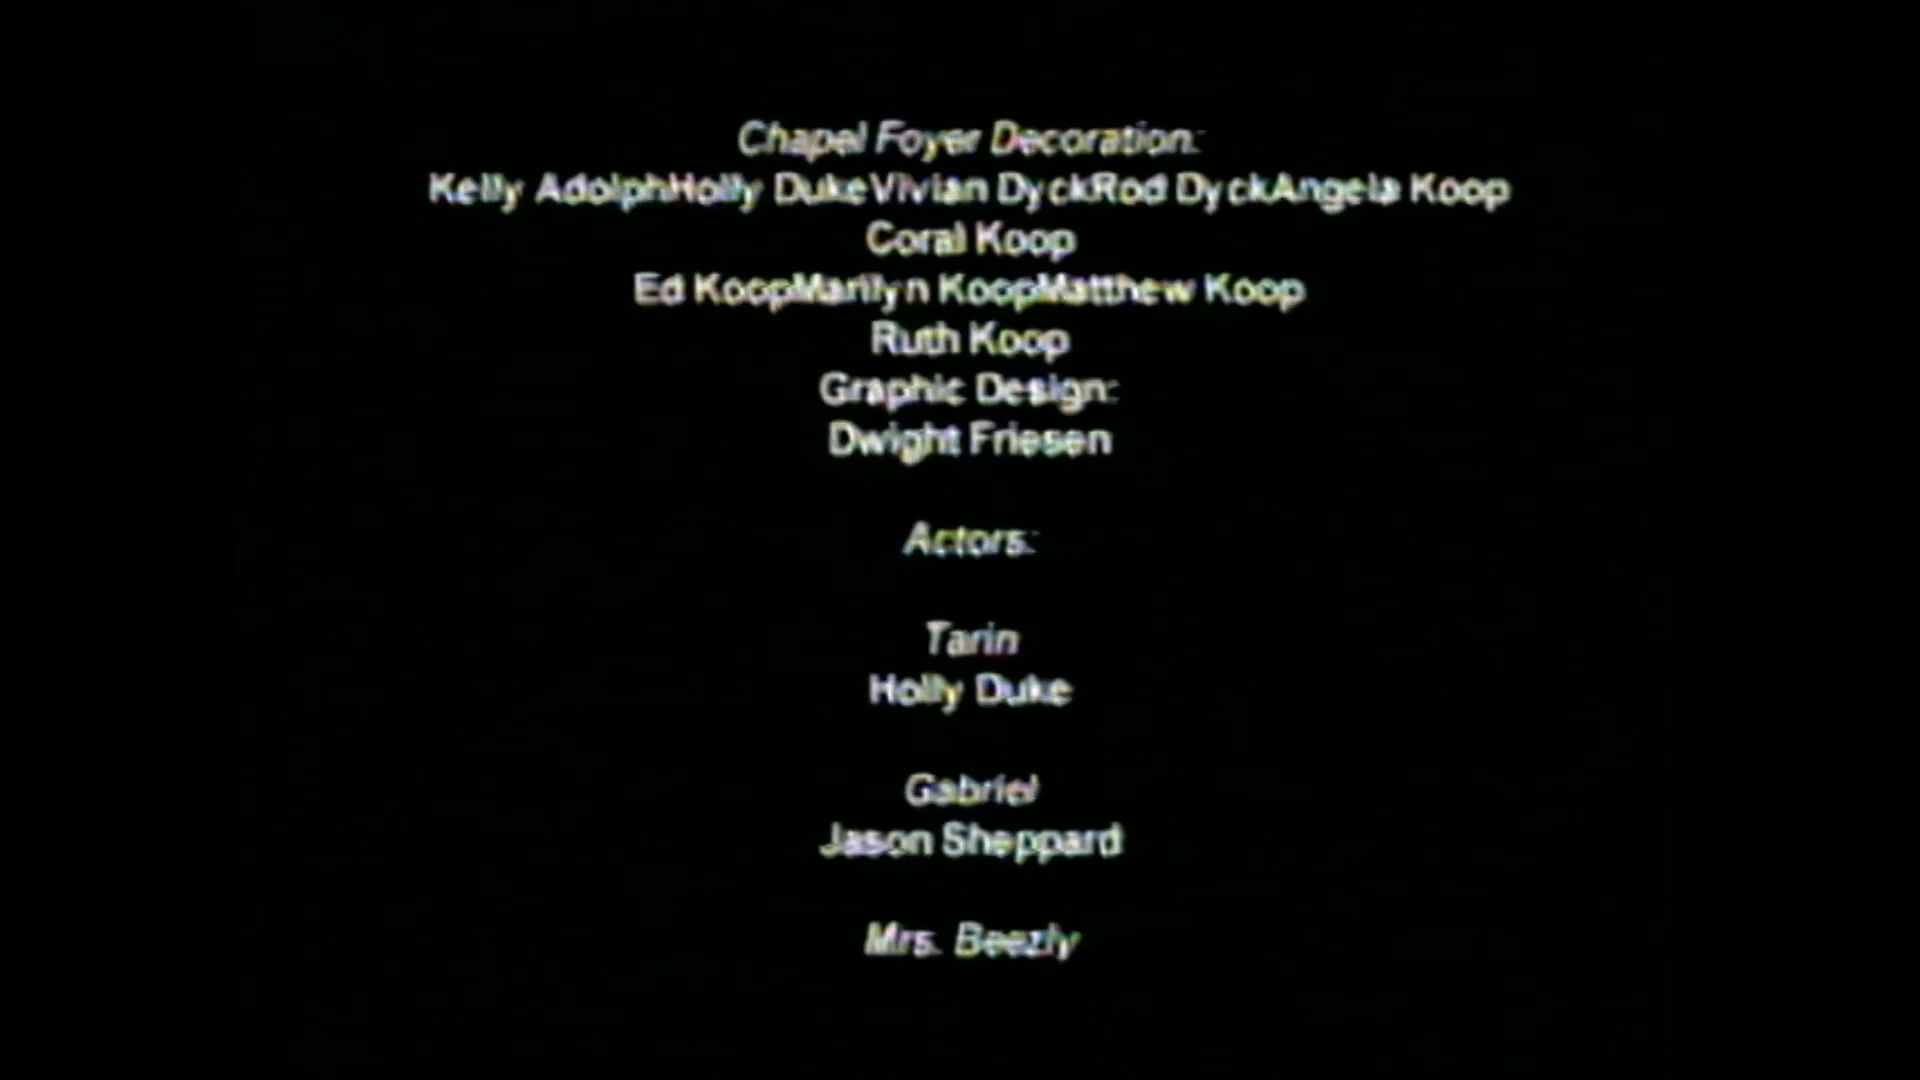 Chapel Foyer Decoration:
Kelly AdolphHolly DukeVivian DyckRod DyckAngela Koop
Coral Koop
Ed KoopMarilyn KoopMatthew Koop
Ruth Koop
Graphic Design:
Dwight Friesen
Actors:
Tarin
Holly Duke
Gabriel
Jason Sheppard
Mrs. Beezly